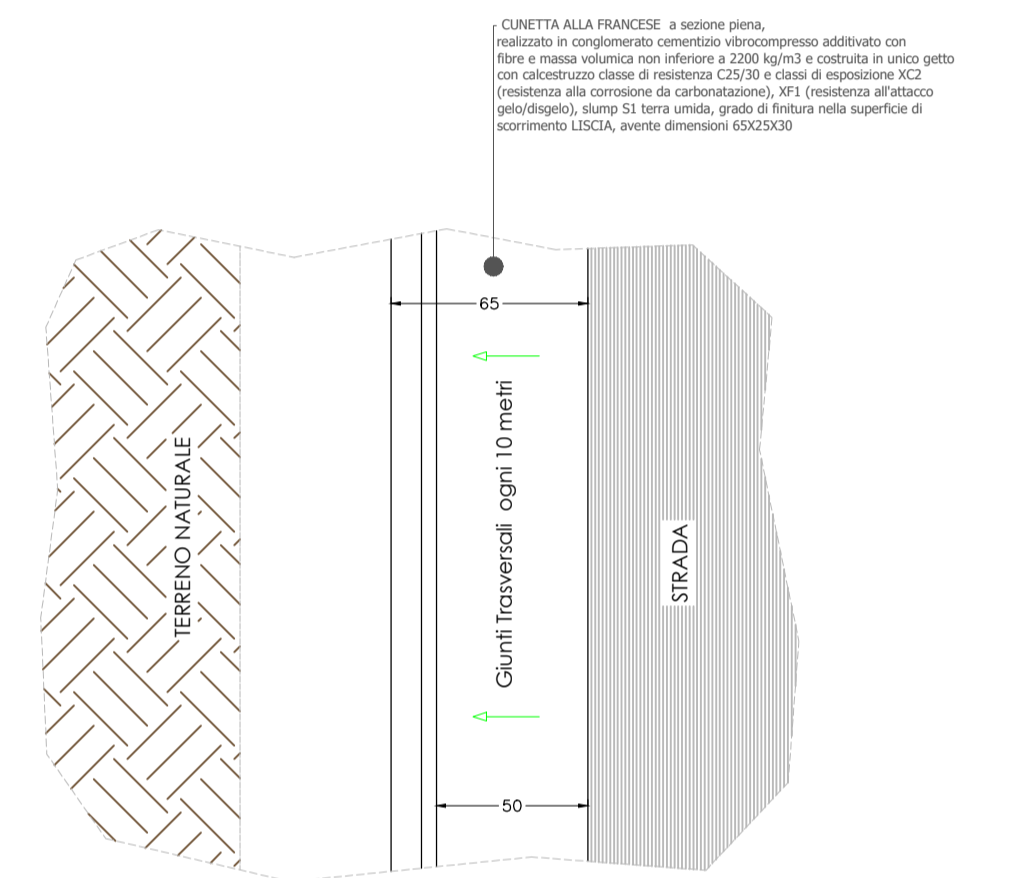 CUNETTA ALLA FRANCESE a sezione piena,
realizzato in conglomerato cementizio vibrocompresso additivato con
fibre e massa volumica non inferiore a 2200 kg/m3 e costruita in unico getto
con calcestruzzo classe di resistenza C25/30 e classi di esposizione XC2
(resistenza alla corrosione da carbonatazione), XF1 (resistenza all'attacco
gelo/disgelo), slump S1 terra umida, grado di finitura nella superficie di
scorrimento LISCIA, avente dimensioni 65X25X30
65
TERRENO NATURALE
Giunti Trasversali ogni 10 metri
STRADA
50